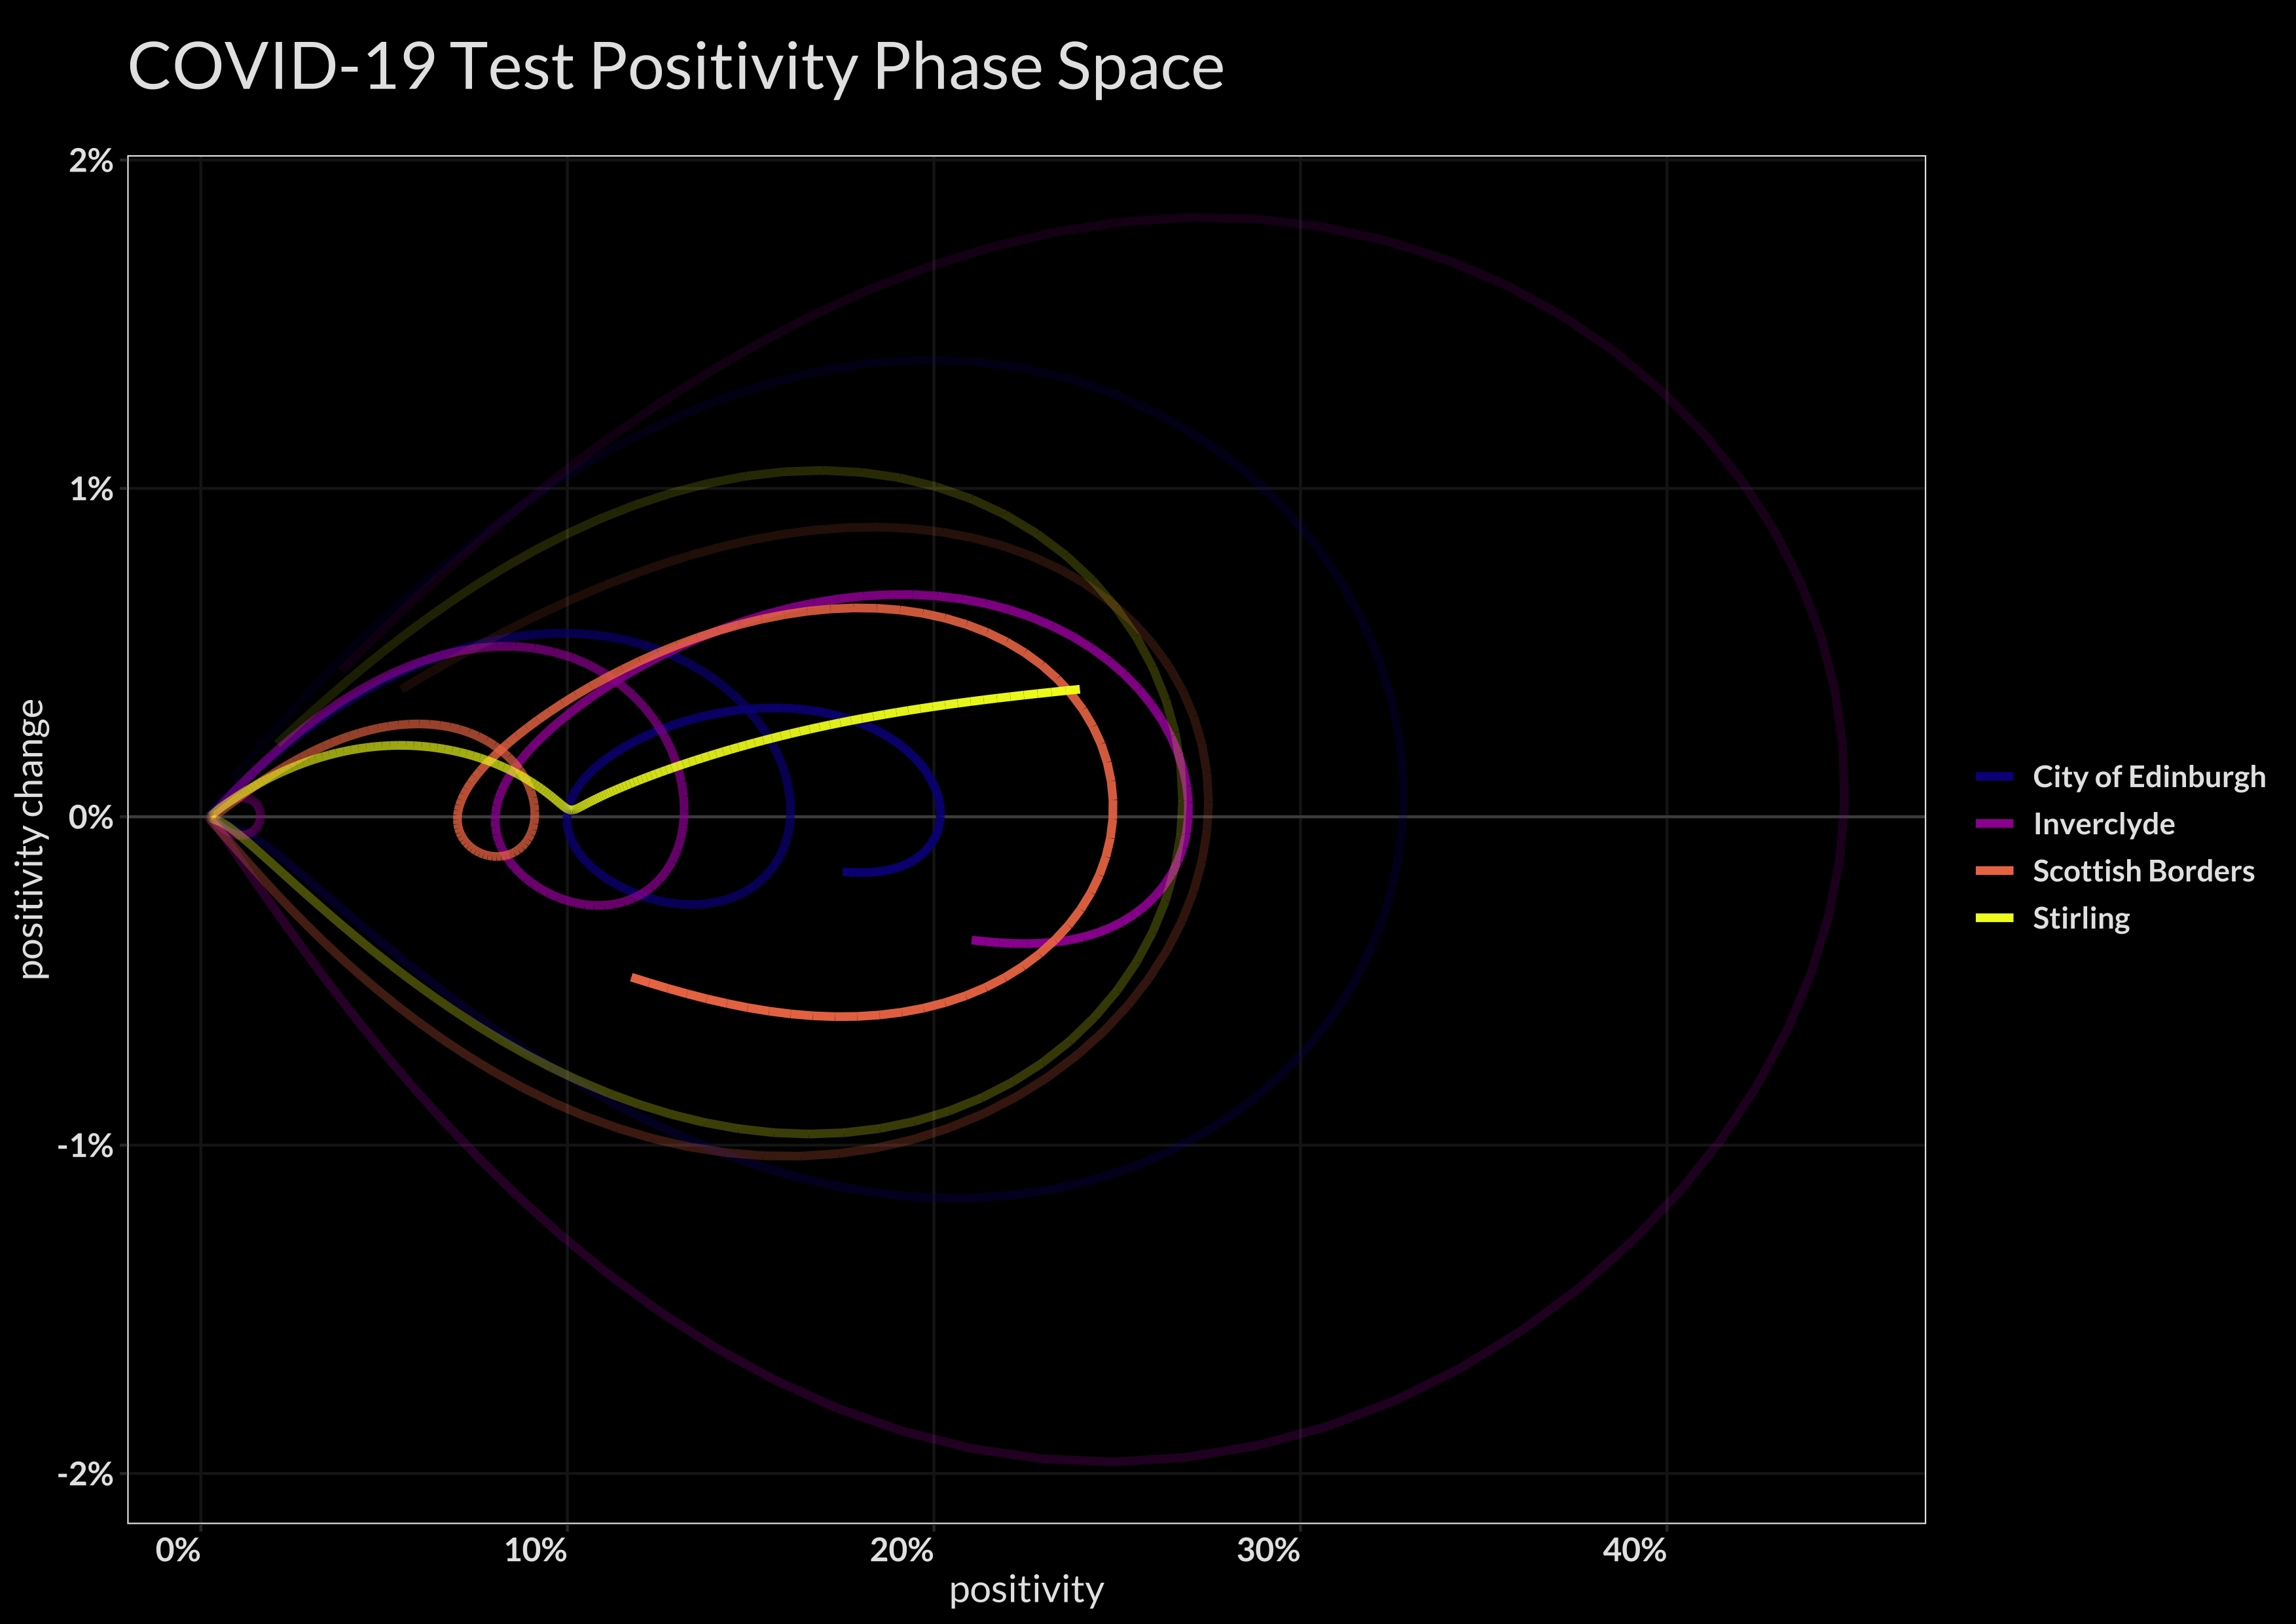 COVID-19 Test Positivity Phase Space
2%
1%
0%
-1%
-2%
positivity change
0%
10%
20%
30%
40%
positivity
City of Edinburgh
Inverclyde
Scottish Borders
Stirling